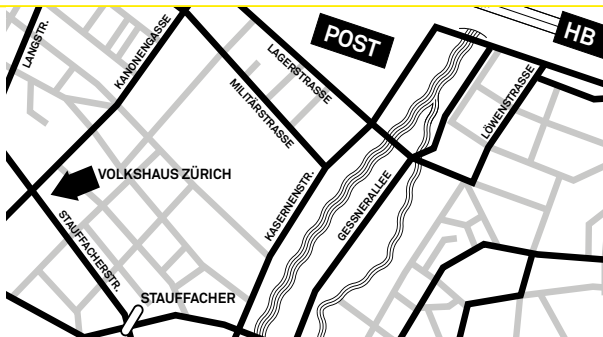 POST
HB
LANGSTR.
KANONENGASSE
LAGERSTRASSE
MILITÄRSTRASSE
LÖWENSTRASSE
VOLKSHAUS ZÜRICH
KASERNENSTR.
GESSNERALLEE
STAUFFACHERSTR.
STAUFFACHER